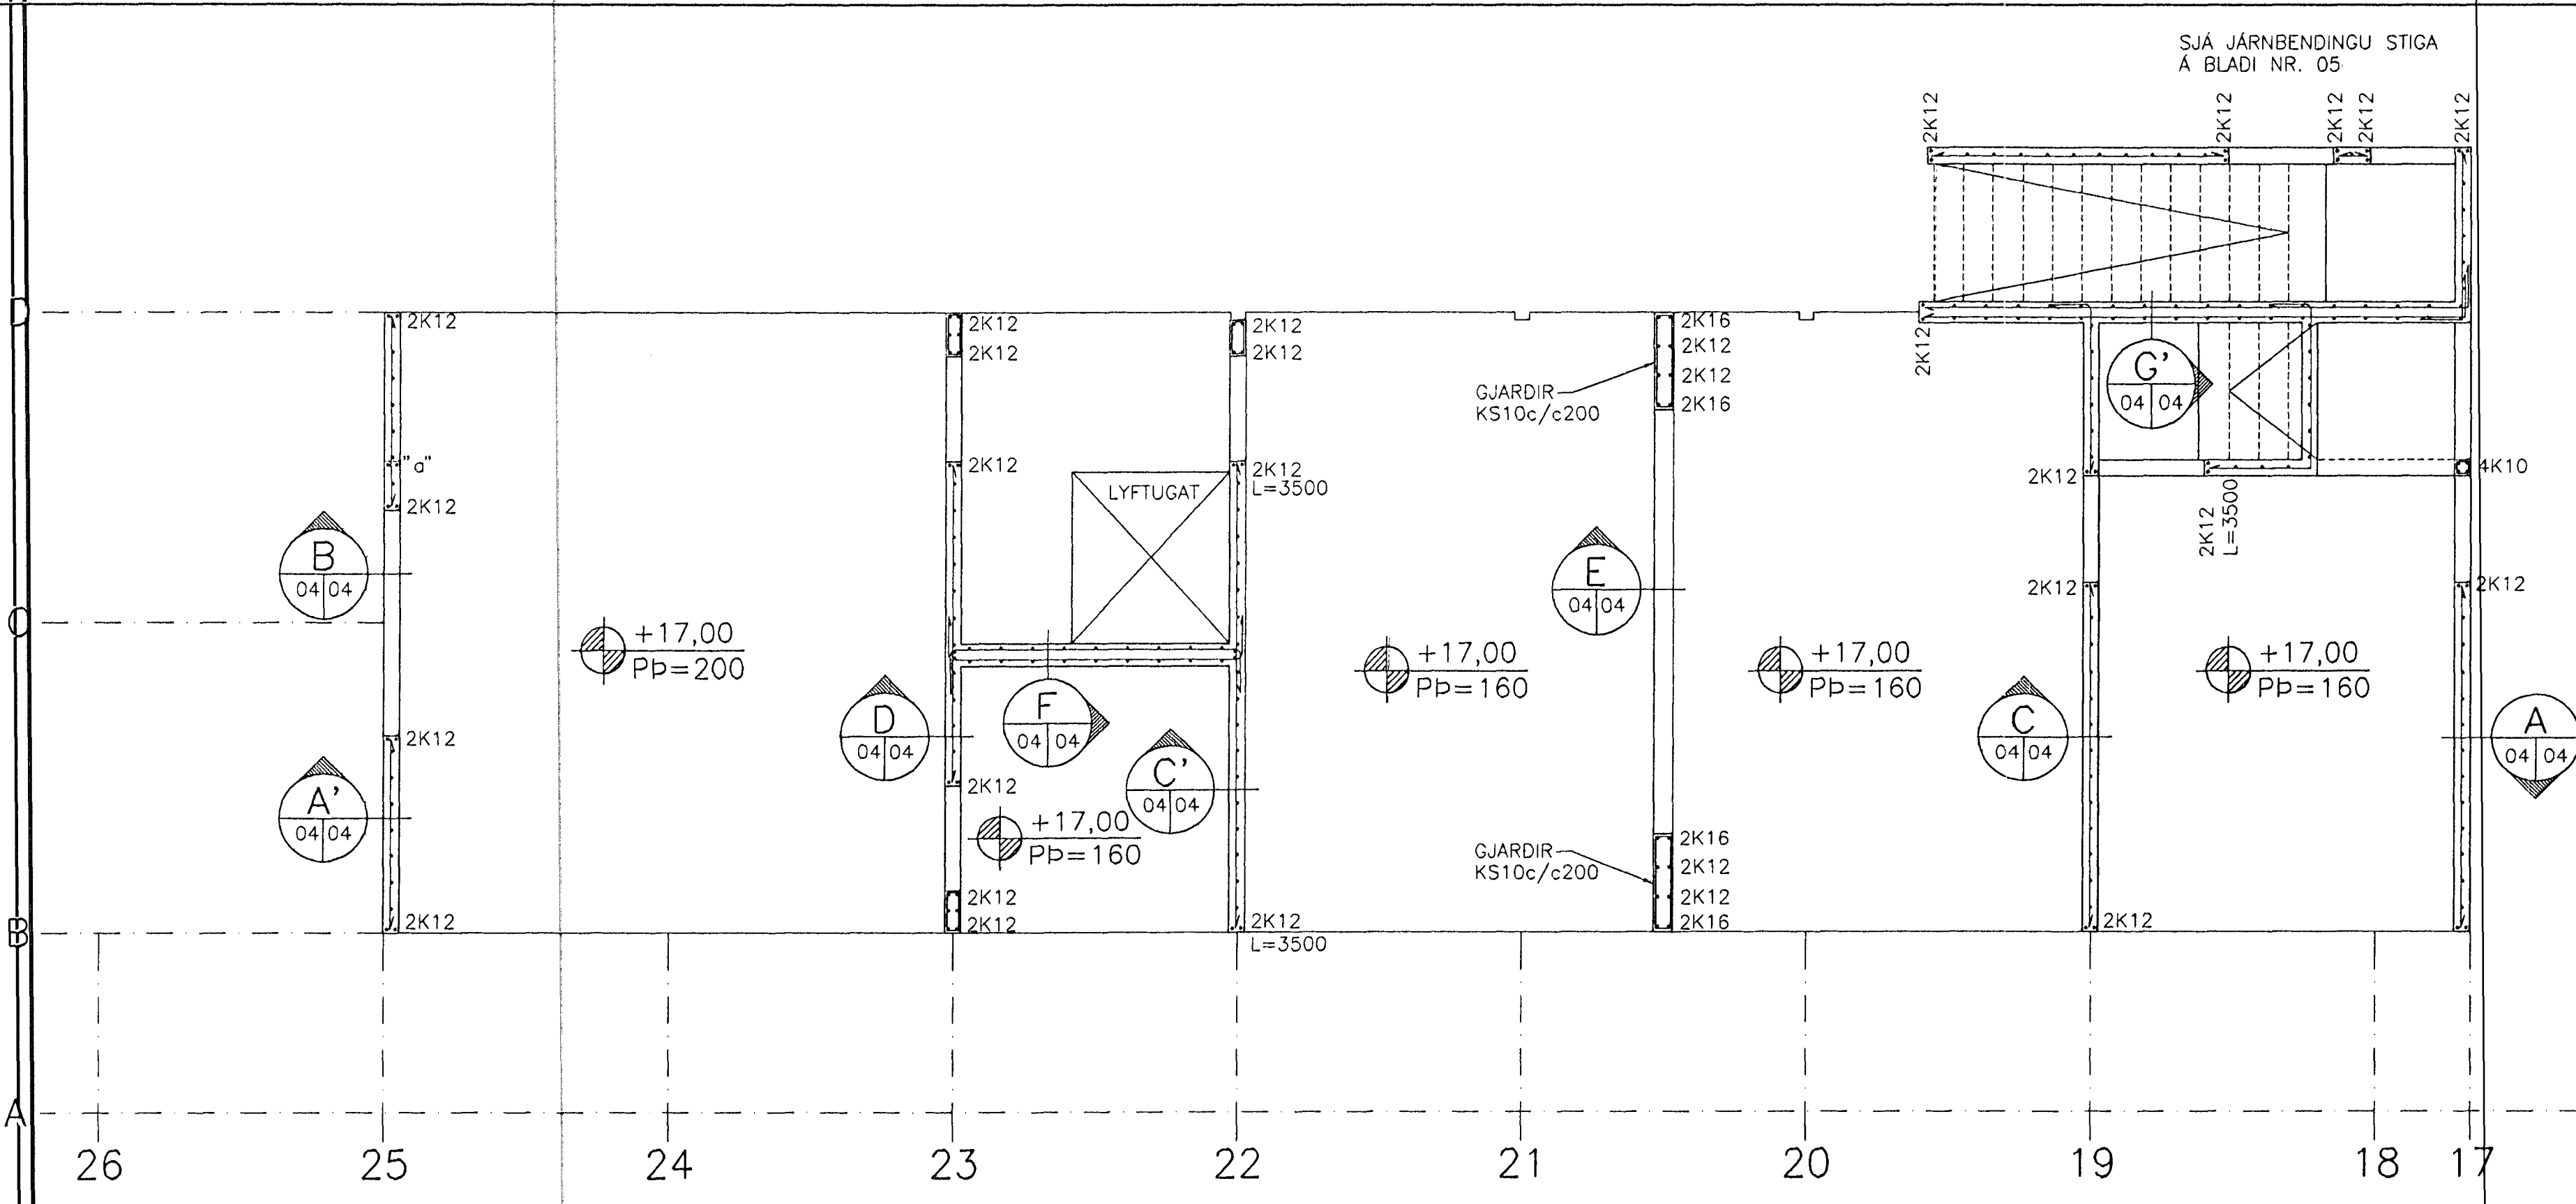 SJÁ JÁRNBENDINGU STIGA
Á BLADI NR. 05
2K12
2K12
2K12
2K12
2K12
D
2K12
2K12
2K12
2K16
2K12
2K12
2K12
2K12
2K16
GJARÐIR
KS10c/c200
2K12
G'
04 04
"a"
2K12
2K12
2K12
L=3500
LYFTUGAT
2K12
4K10
2K12
L=3500
B
04 04
E
04 04
2K12
2K12
C
+17,00
PÞ=200
+17,00
PÞ=160
+17,00
PÞ=160
+17,00
PÞ=160
2K12
D
04 04
F
04 04
C'
04 04
C
04 04
A
04 04
2K12
A'
04 04
+17,00
PÞ=160
GJARÐIR
KS10c/c200
2K16
2K12
2K12
2K16
2K12
2K12
B
2K12
2K12
L=3500
2K12
A
26
25
24
23
22
21
20
19
18
17